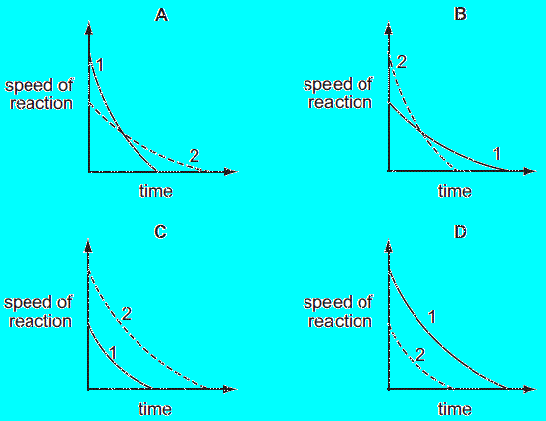 A
speed of
reaction
1
2
time
B
speed of
reaction
2
1
time
C
speed of
reaction
2
1
time
D
speed of
reaction
1
2
time